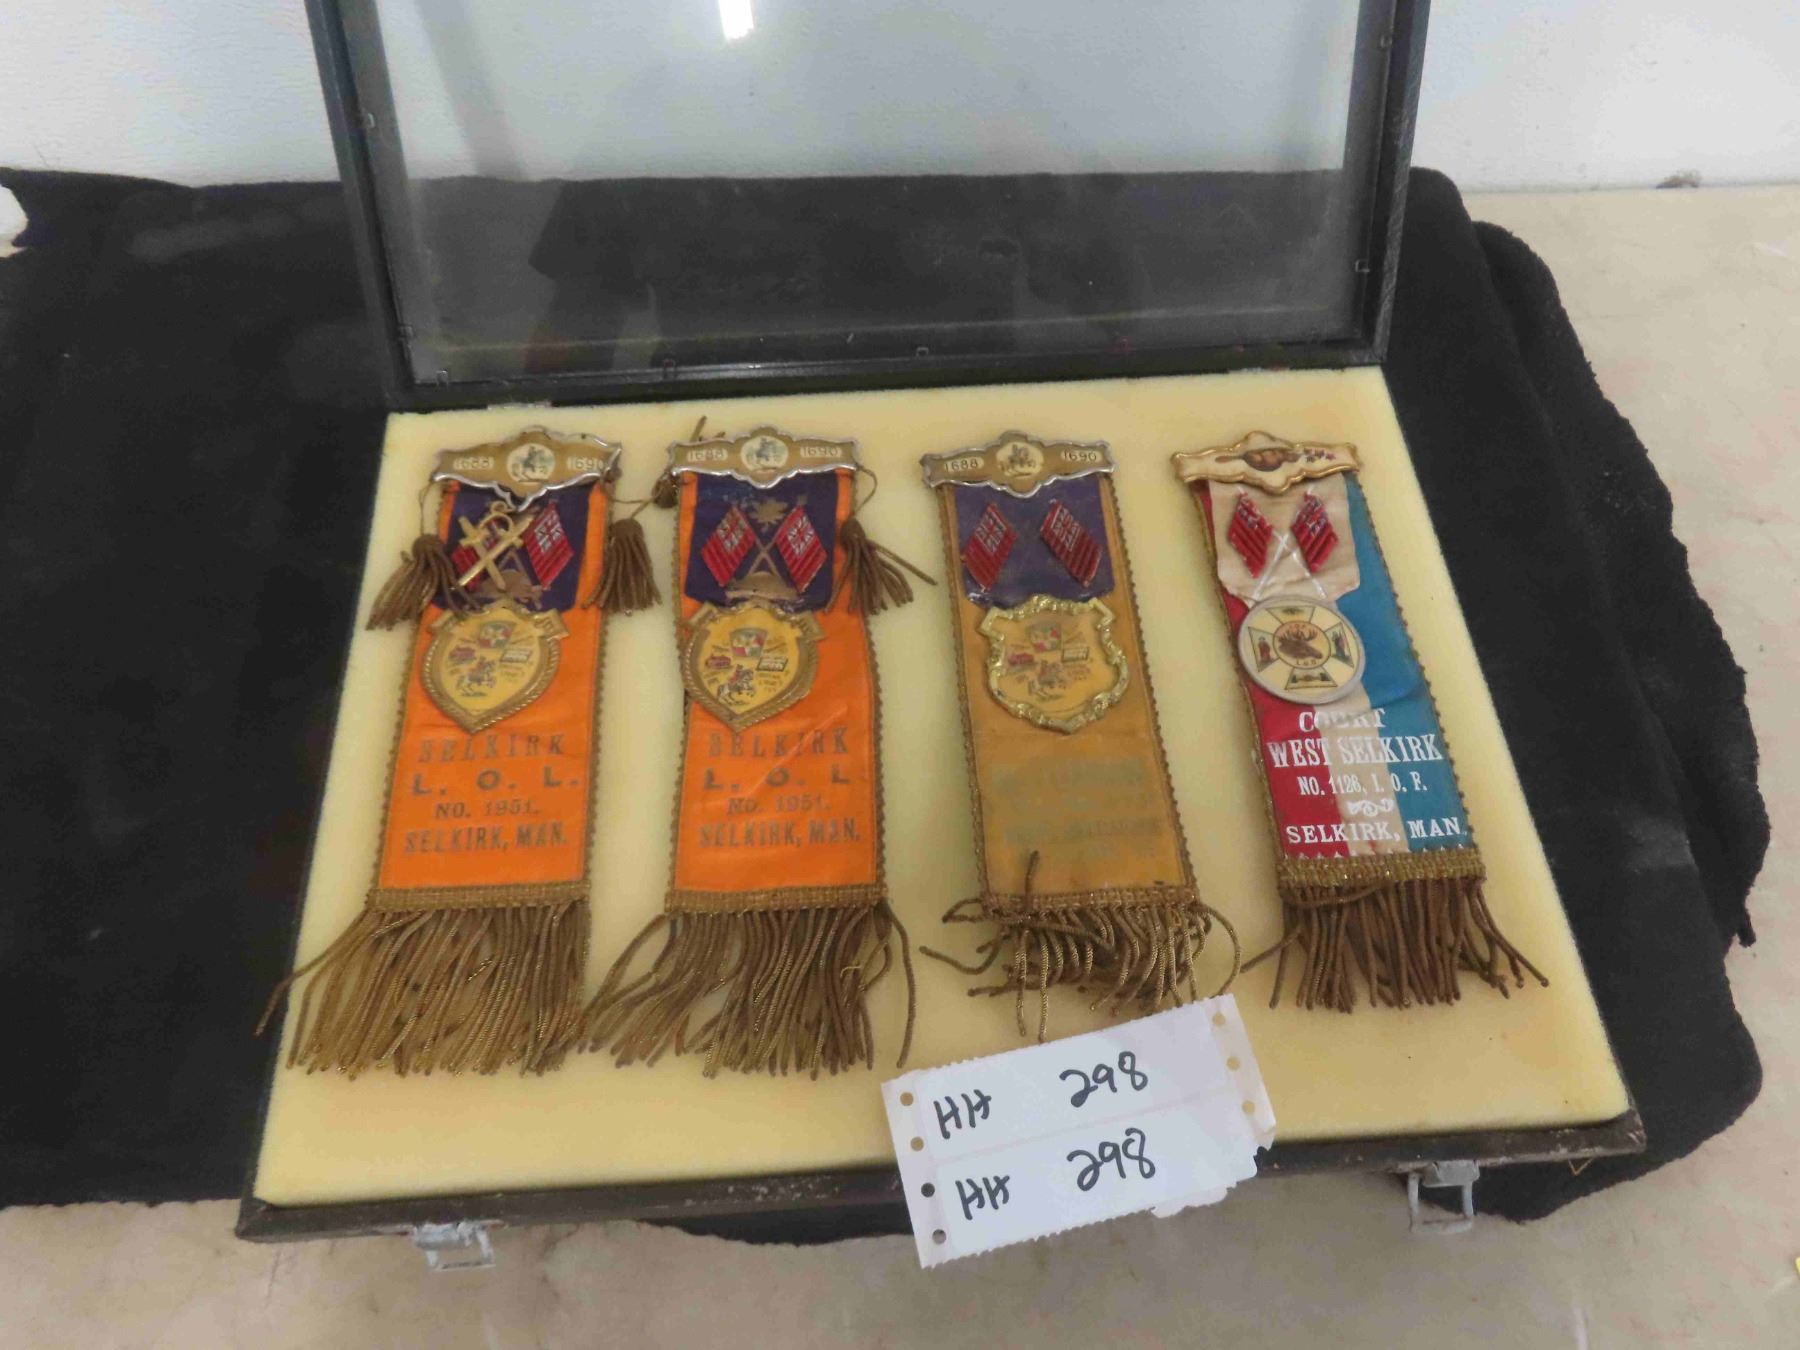 1688 1690
SELKIRK
L. O. L.
NO. 1951.
SELKIRK, MAN.
1688 1690
SELKIRK
L. O. L
NO. 1951.
SELKIRK, MAN.
1688 1690
COURT
WEST SELKIRK
NO. 1126, I. O. F.
SELKIRK, MAN.
HH 298
HH 298